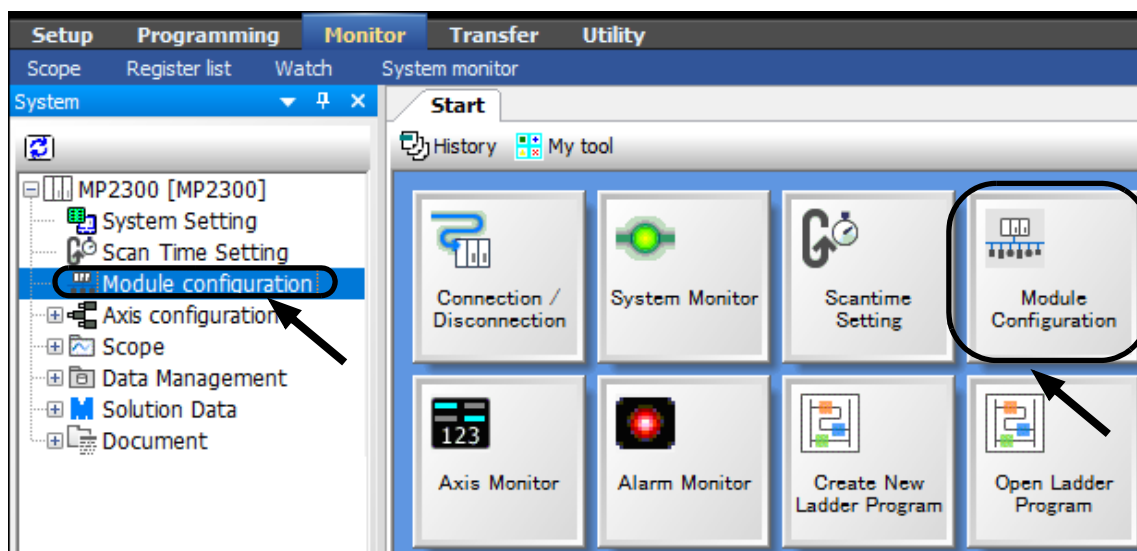 Setup Programming Monitor Transfer Utility
Scope Register list Watch System monitor
System
Start
History My tool
MP2300 [MP2300]
System Setting
Scan Time Setting
Module configuration
Axis configuration
Scope
Data Management
Solution Data
Document
Connection /
Disconnection
System Monitor
Scantime
Setting
Module
Configuration
123
Axis Monitor
Alarm Monitor
Create New
Ladder Program
Open Ladder
Program